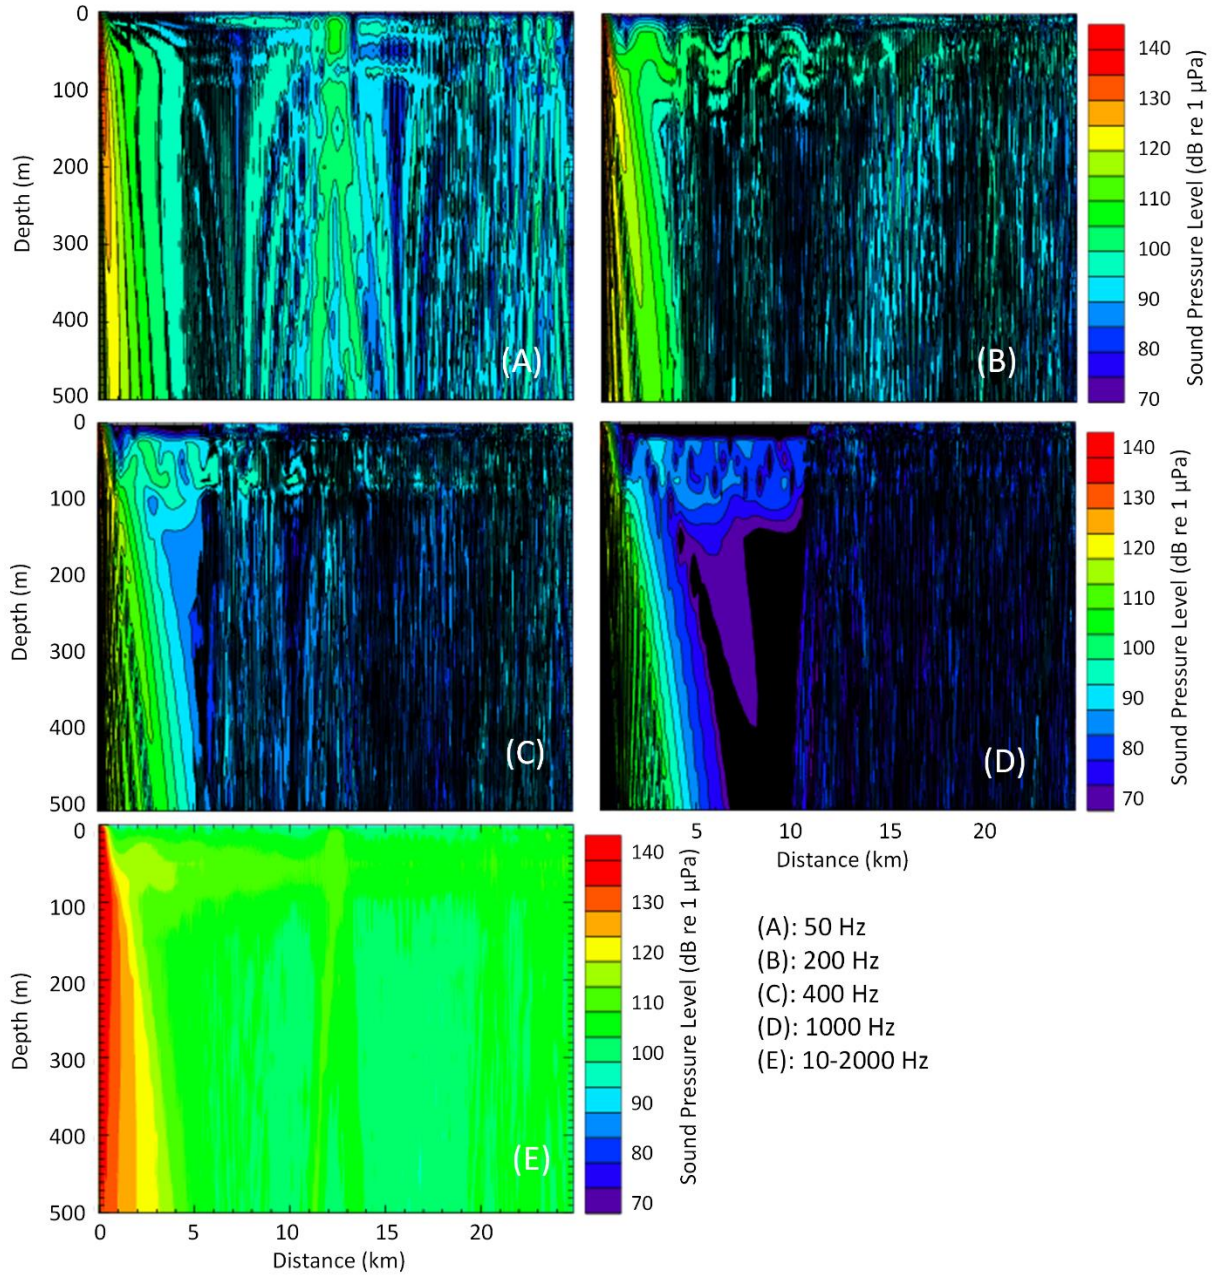 0
100
200
300
400
500
Depth (m)
(A)
(B)
140
130
120
110
100
90
80
70
Sound Pressure Level (dB re 1 µPa)
0
100
200
300
400
500
Depth (m)
(C)
(D)
5
10
15
20
Distance (km)
140
130
120
110
100
90
80
70
Sound Pressure Level (dB re 1 µPa)
0
100
200
300
400
500
Depth (m)
(E)
0
5
10
15
20
Distance (km)
140
130
120
110
100
90
80
70
Sound Pressure Level (dB re 1 µPa)
(A): 50 Hz
(B): 200 Hz
(C): 400 Hz
(D): 1000 Hz
(E): 10-2000 Hz